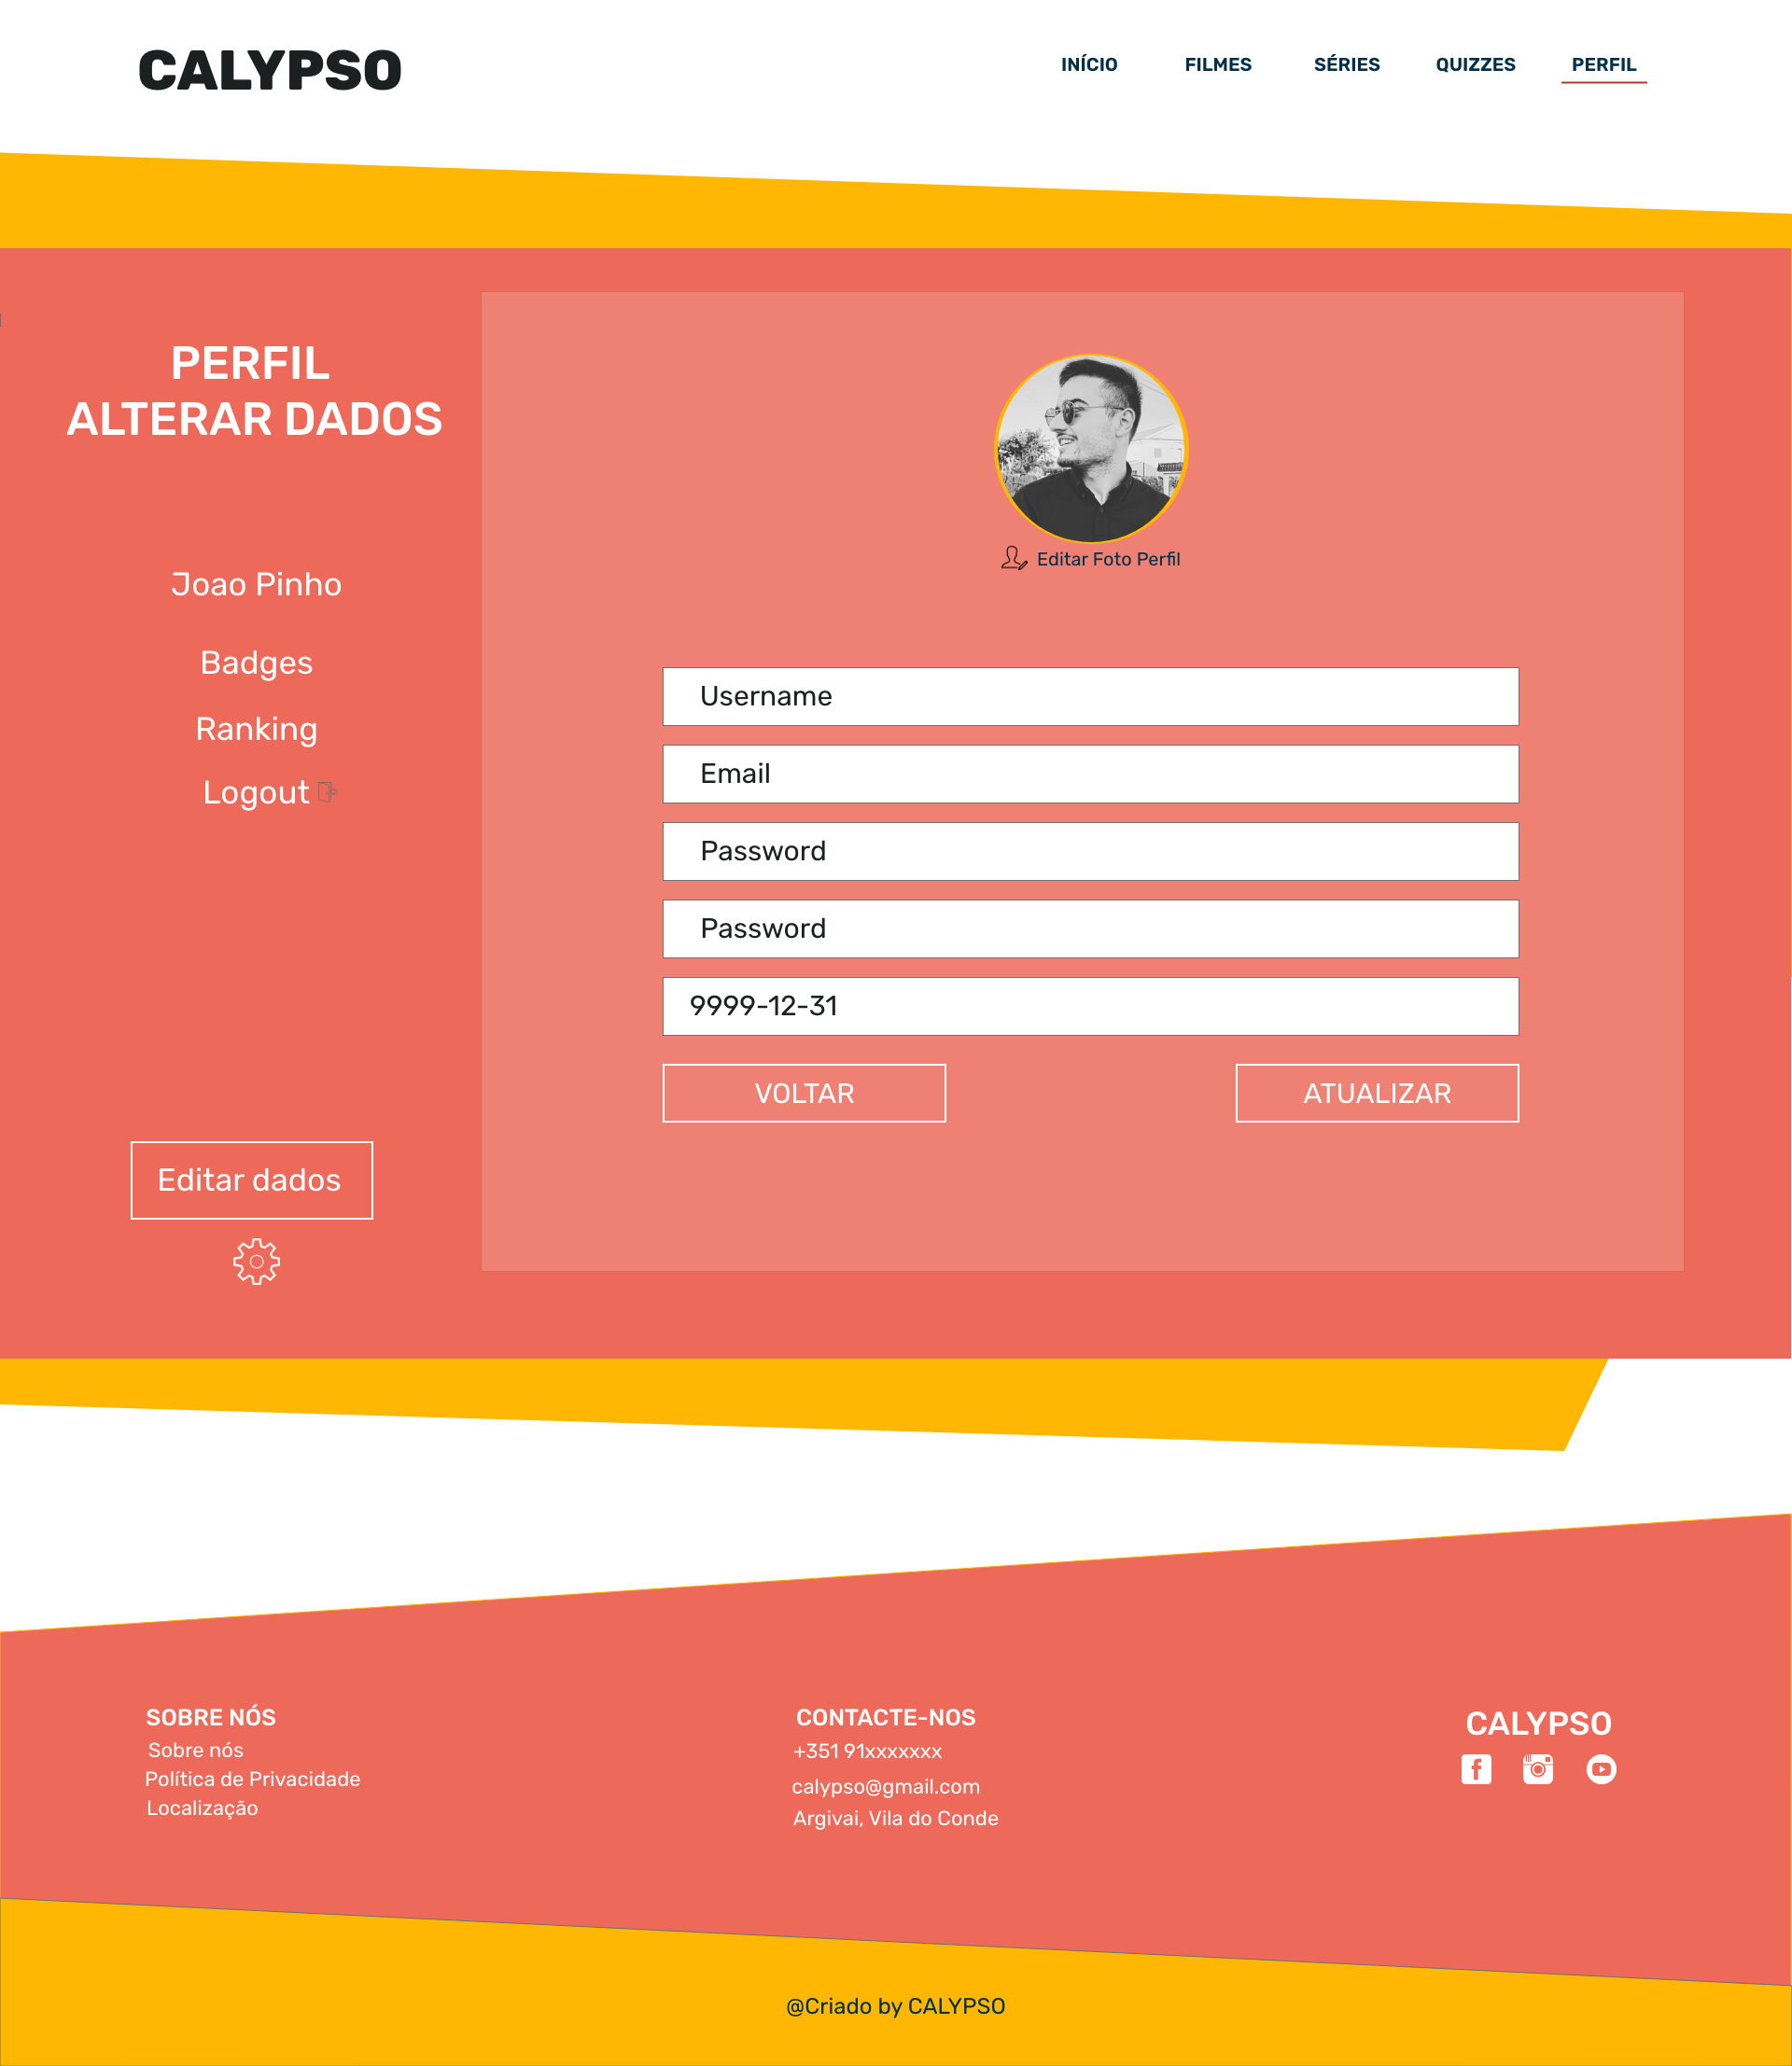 CALYPSO
INÍCIO
FILMES
SÉRIES
QUIZZES
PERFIL
PERFIL
ALTERAR DADOS
Joao Pinho
Badges
Ranking
Logout
Editar dados
Editar Foto Perfil
Username
Email
Password
Password
9999-12-31
VOLTAR
ATUALIZAR
SOBRE NÓS
Sobre nós
Política de Privacidade
Localização
CONTACTE-NOS
+351 91xxxxxxx
calypso@gmail.com
Argivai, Vila do Conde
CALYPSO
@Criado by CALYPSO